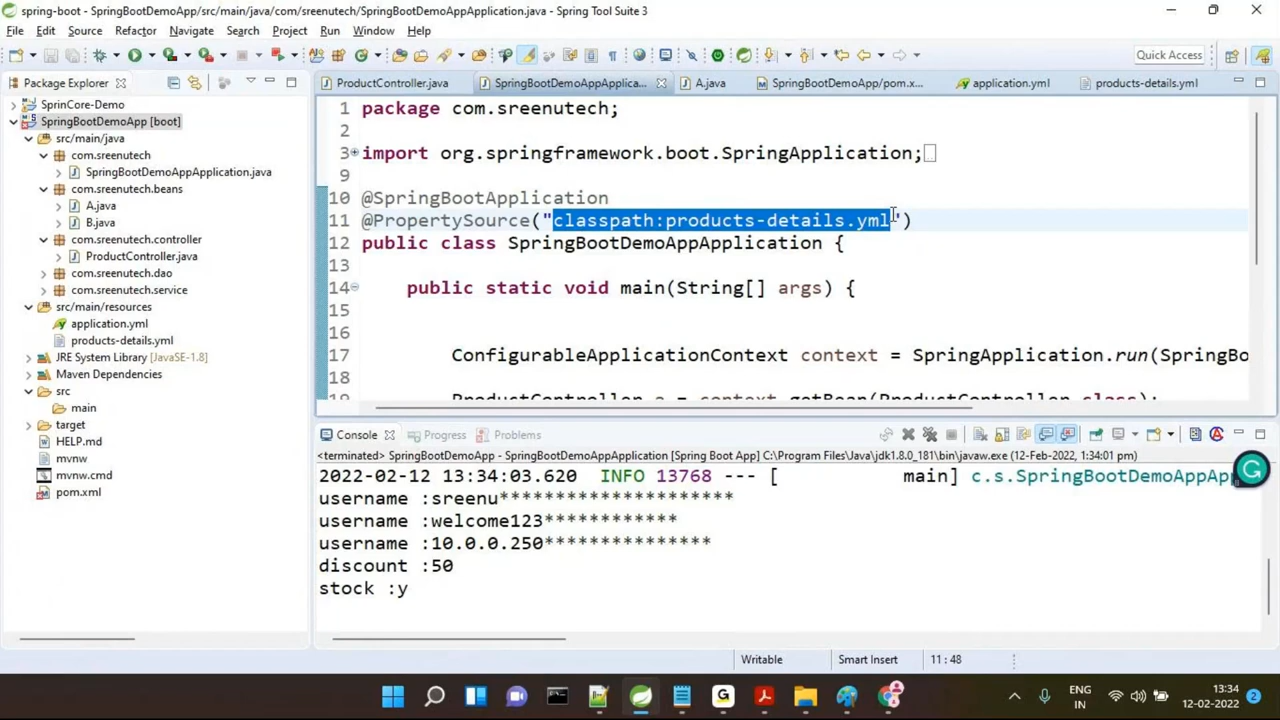 spring-boot - SpringBootDemoApp/src/main/java/com/sreenutech/SpringBootDemoAppApplication.java - Spring Tool Suite 3
File Edit Source Refactor Navigate Search Project Run Window Help
Quick Access
Package Explorer
ProductController.java
SpringBootDemoAppApplica...
A.java
SpringBootDemoApp/pom.x...
application.yml
products-details.yml
SprinCore-Demo
SpringBootDemoApp [boot]
src/main/java
com.sreenutech
SpringBootDemoAppApplication.java
com.sreenutech.beans
A.java
B.java
com.sreenutech.controller
ProductController.java
com.sreenutech.dao
com.sreenutech.service
src/main/resources
application.yml
products-details.yml
JRE System Library [JavaSE-1.8]
Maven Dependencies
src
main
target
HELP.md
mvnw
mvnw.cmd
pom.xml
1 package com.sreenutech;
2
3 import org.springframework.boot.SpringApplication;
9
10 @SpringBootApplication
11 @PropertySource("classpath:products-details.yml")
12 public class SpringBootDemoAppApplication {
13
14 public static void main(String[] args) {
15
16
17 ConfigurableApplicationContext context = SpringApplication.run(SpringBo
18
19 ProductController a = context.getBean(ProductController.class);
Console Progress Problems
<terminated> SpringBootDemoApp - SpringBootDemoAppApplication [Spring Boot App] C:\Program Files\Java\jdk1.8.0_181\bin\javaw.exe (12-Feb-2022, 1:34:01 pm)
2022-02-12 13:34:03.620 INFO 13768 --- [ main] c.s.SpringBootDemoAppApp
username :sreenu*********************
username :welcome123************
username :10.0.0.250***************
discount :50
stock :y
Writable Smart Insert 11 : 48
ENG
IN
13:34
12-02-2022
2